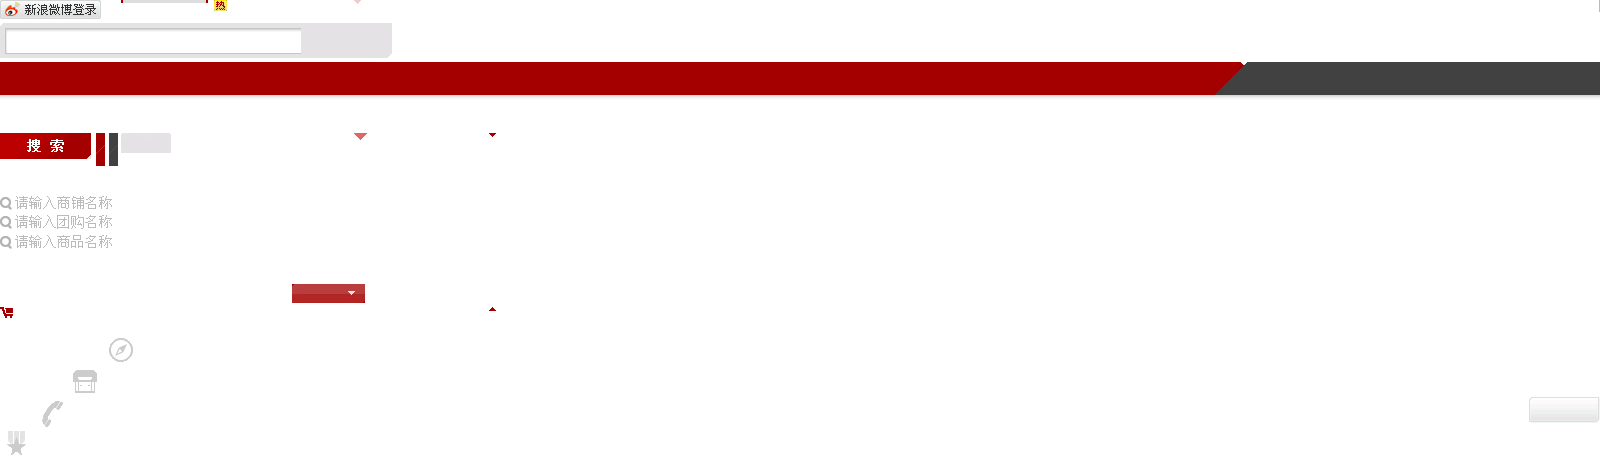 新浪微博登录
热
搜 索
请输入商铺名称
请输入团购名称
请输入商品名称